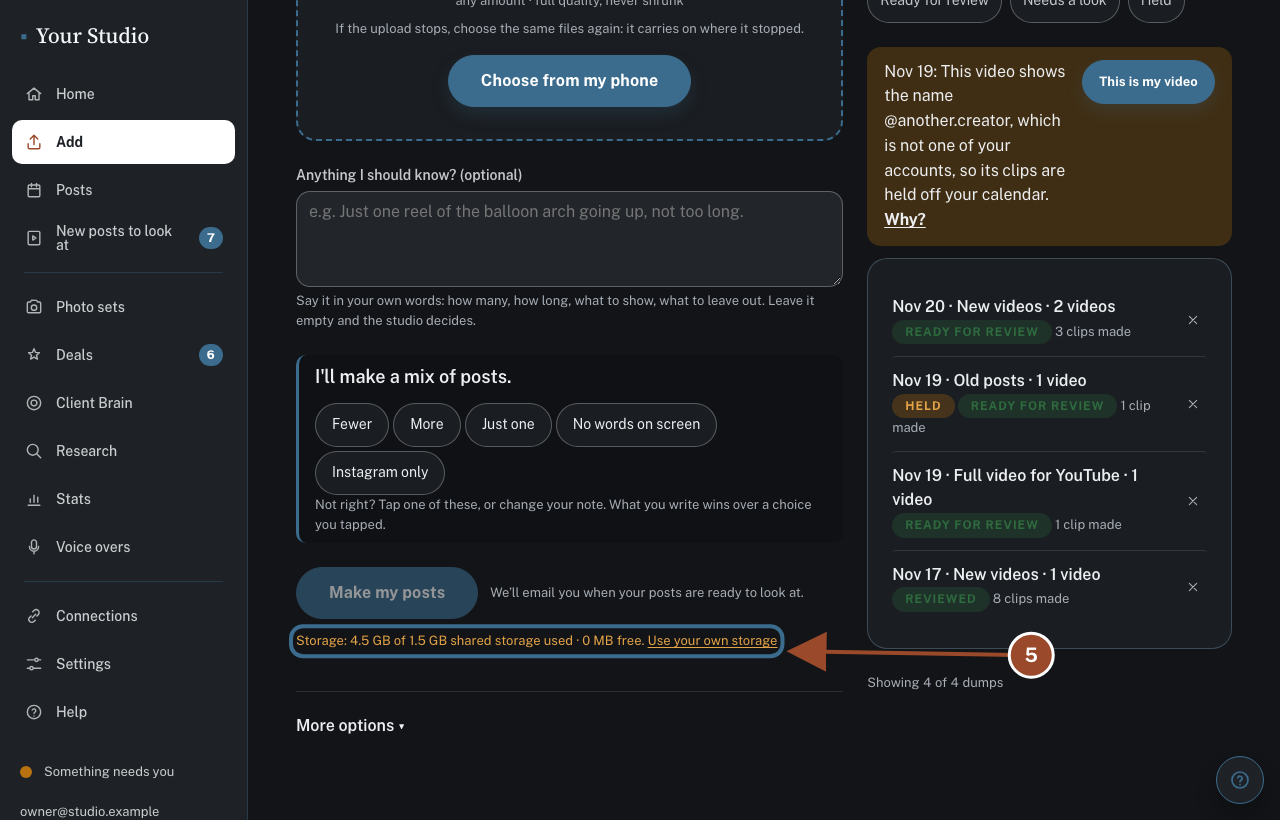 Your Studio
Home
Add
Posts
New posts to look
at
7
Photo sets
Deals
6
Client Brain
Research
Stats
Voice overs
Connections
Settings
Help
Something needs you
owner@studio.example
any amount · full quality, never shrunk
If the upload stops, choose the same files again: it carries on where it stopped.
Choose from my phone
Anything I should know? (optional)
e.g. Just one reel of the balloon arch going up, not too long.
Say it in your own words: how many, how long, what to show, what to leave out. Leave it
empty and the studio decides.
I'll make a mix of posts.
Fewer
More
Just one
No words on screen
Instagram only
Not right? Tap one of these, or change your note. What you write wins over a choice
you tapped.
Make my posts
We'll email you when your posts are ready to look at.
Storage: 4.5 GB of 1.5 GB shared storage used · 0 MB free. Use your own storage
More options ▾
Ready for review
Needs a look
Held
Nov 19: This video shows
the name
@another.creator, which
is not one of your
accounts, so its clips are
held off your calendar.
Why?
This is my video
Nov 20 · New videos · 2 videos
READY FOR REVIEW 3 clips made
×
Nov 19 · Old posts · 1 video
HELD READY FOR REVIEW 1 clip
made
×
Nov 19 · Full video for YouTube · 1
video
READY FOR REVIEW 1 clip made
×
Nov 17 · New videos · 1 video
REVIEWED 8 clips made
×
5
Showing 4 of 4 dumps